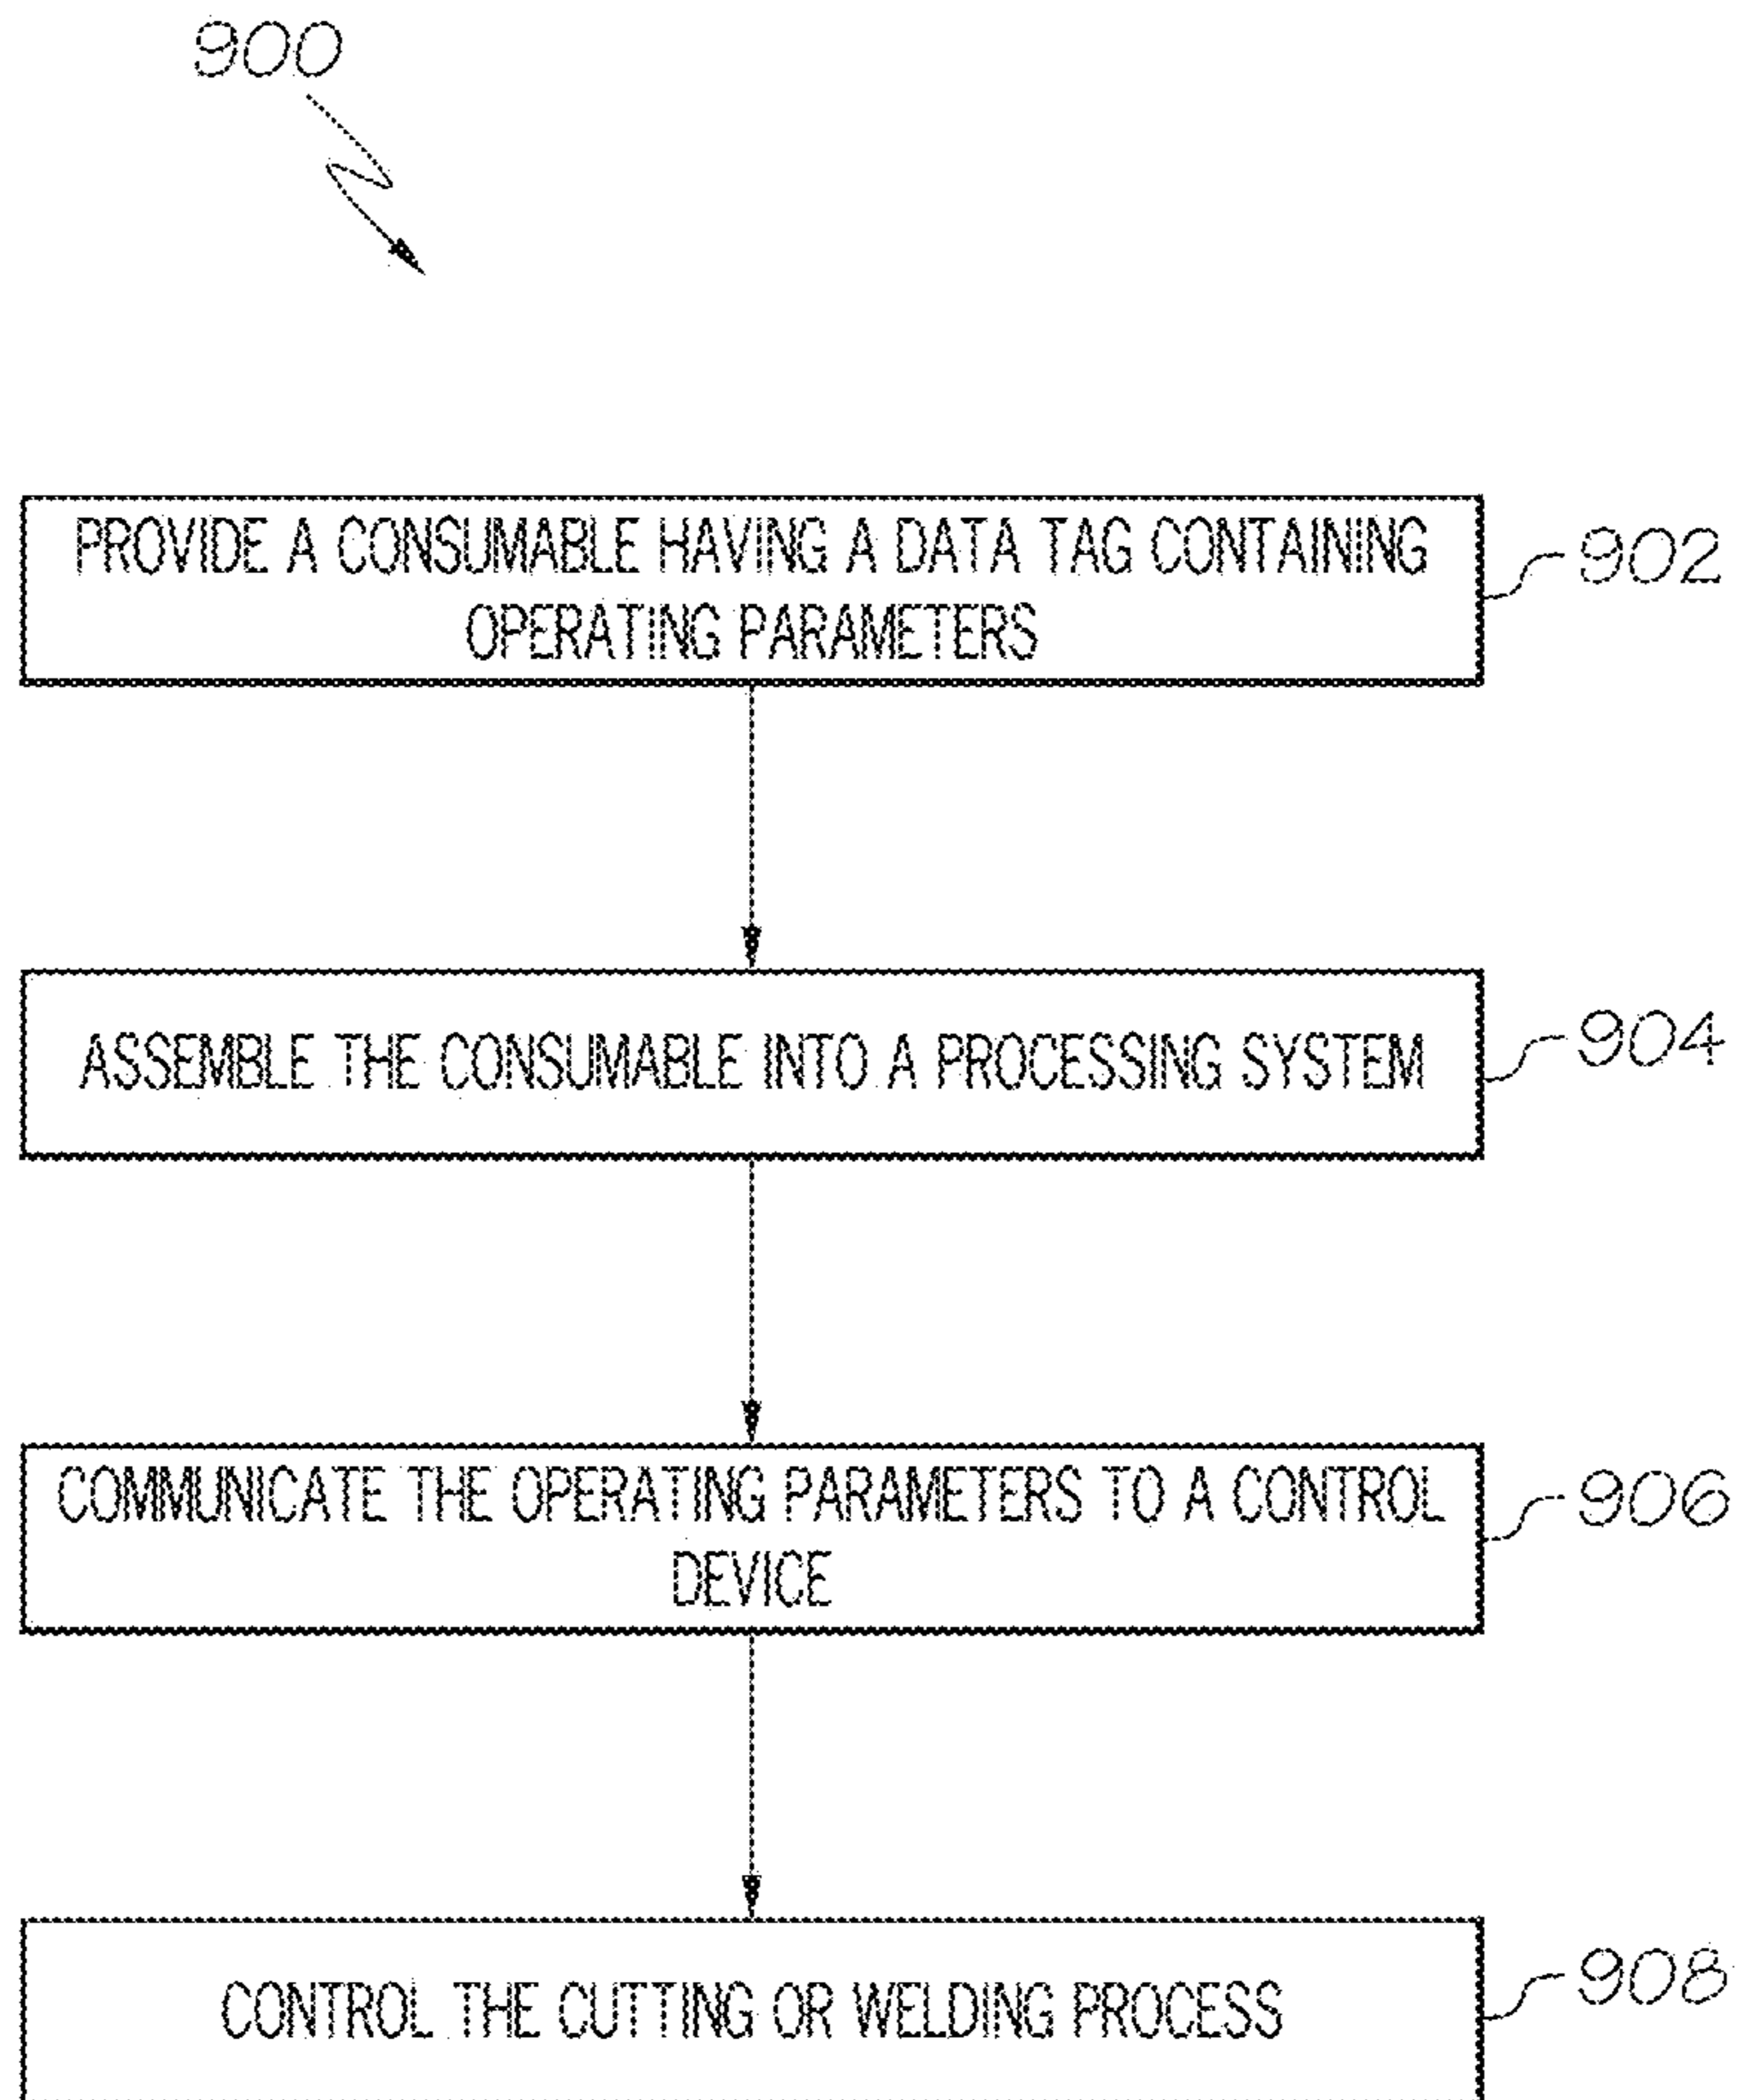 900
PROVIDE A CONSUMABLE HAVING A DATA TAG CONTAINING
OPERATING PARAMETERS
902
ASSEMBLE THE CONSUMABLE INTO A PROCESSING SYSTEM
904
COMMUNICATE THE OPERATING PARAMETERS TO A CONTROL
DEVICE
906
CONTROL THE CUTTING OR WELDING PROCESS
908